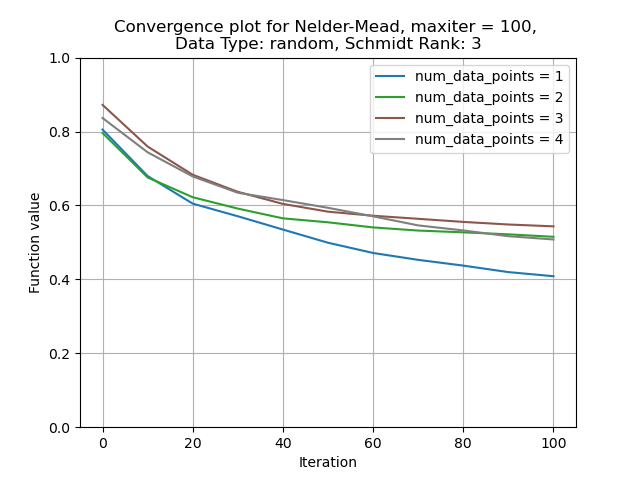 Convergence plot for Nelder-Mead, maxiter = 100,
Data Type: random, Schmidt Rank: 3
num_data_points = 1
num_data_points = 2
num_data_points = 3
num_data_points = 4
Function value
1.0
0.8
0.6
0.4
0.2
0.0
0 20 40 60 80 100
Iteration